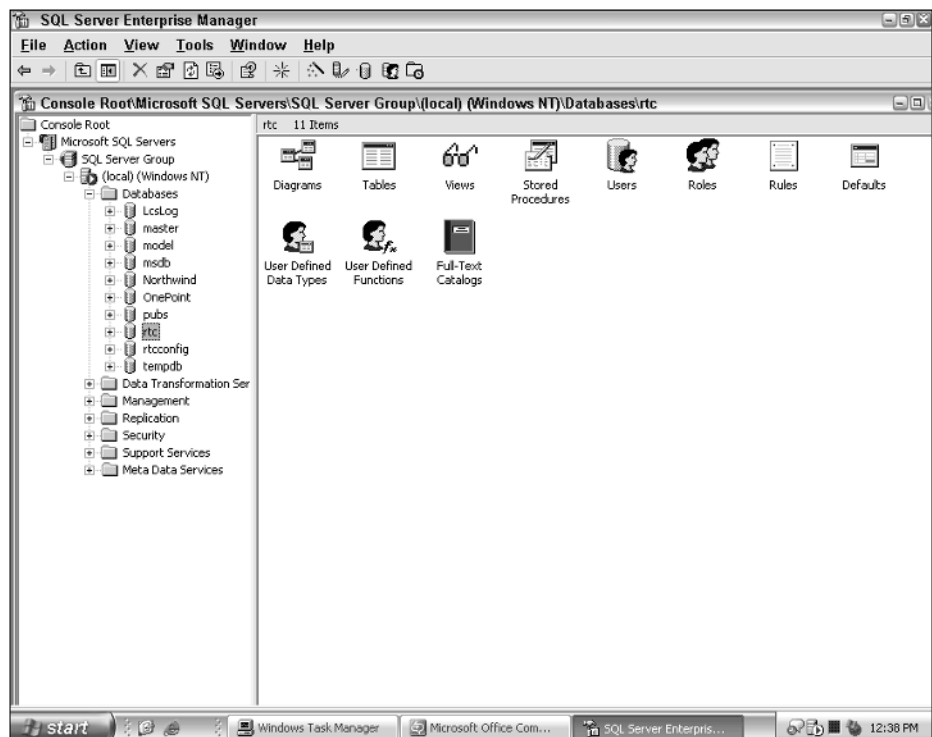 SQL Server Enterprise Manager
File Action View Tools Window Help
Console Root\Microsoft SQL Servers\SQL Server Group\(local) (Windows NT)\Databases\rtc
Console Root
Microsoft SQL Servers
SQL Server Group
(local) (Windows NT)
Databases
LcsLog
master
model
msdb
Northwind
OnePoint
pubs
rtc
rtcconfig
tempdb
Data Transformation Ser
Management
Replication
Security
Support Services
Meta Data Services
rtc 11 Items
Diagrams
Tables
Views
Stored Procedures
Users
Roles
Rules
Defaults
User Defined Data Types
User Defined Functions
Full-Text Catalogs
start
Windows Task Manager
Microsoft Office Com...
SQL Server Enterpris...
12:38 PM